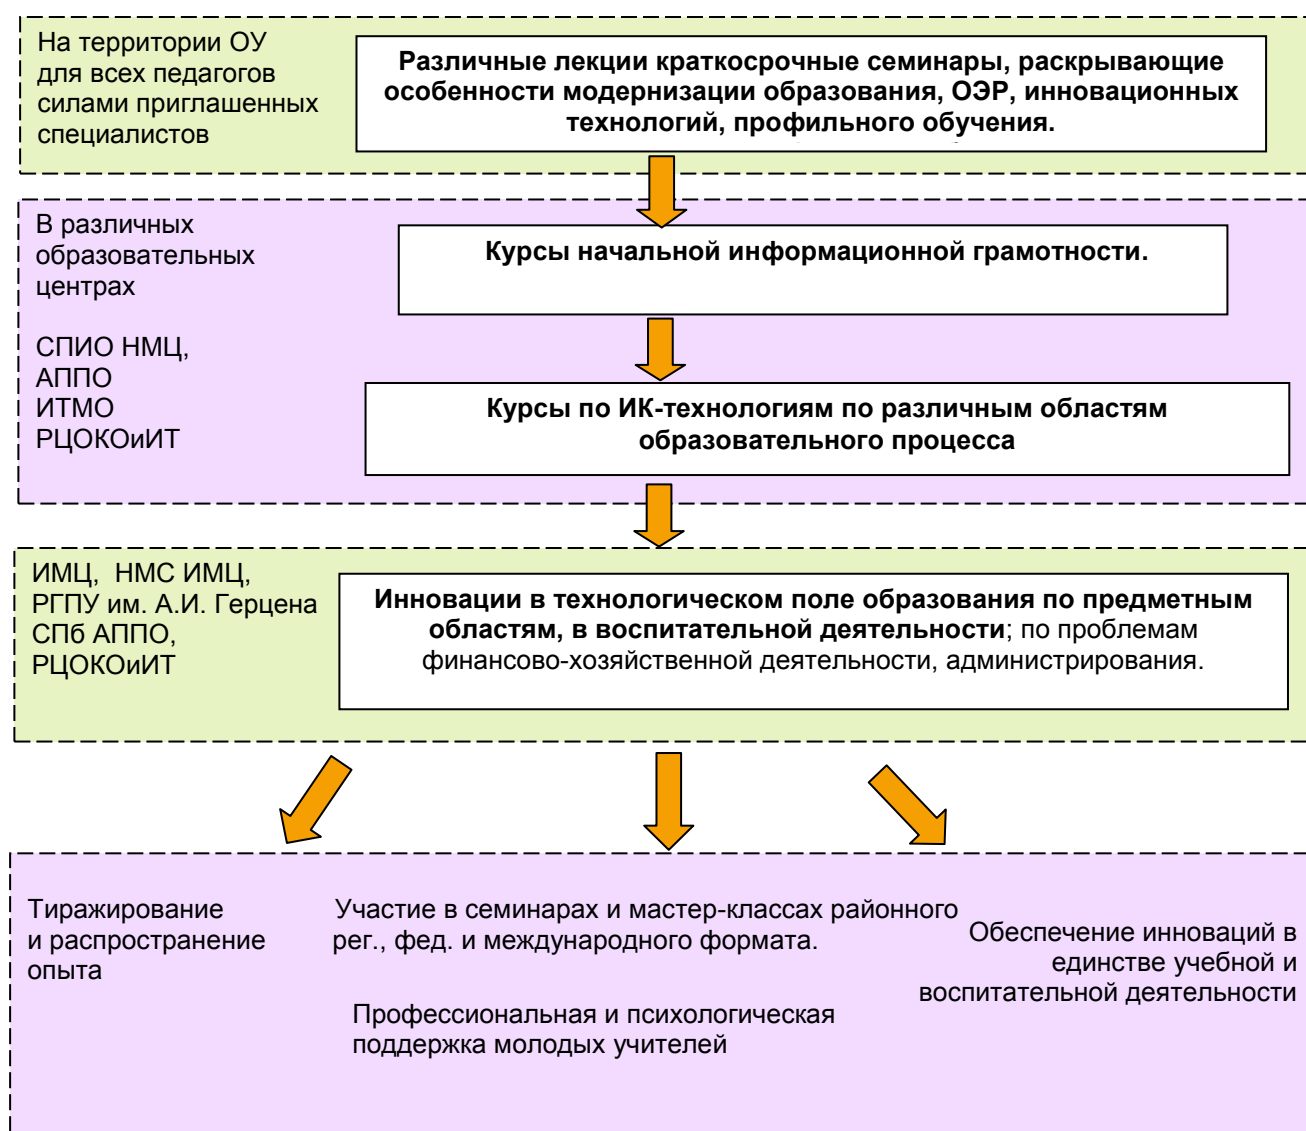 На территории ОУ
для всех педагогов
силами приглашенных
специалистов
Различные лекции краткосрочные семинары, раскрывающие
особенности модернизации образования, ОЭР, инновационных
технологий, профильного обучения.
В различных
образовательных
центрах
СПИО НМЦ,
АППО
ИТМО
РЦОКОиИТ
Курсы начальной информационной грамотности.
Курсы по ИК-технологиям по различным областям
образовательного процесса
ИМЦ, НМС ИМЦ,
РГПУ им. А.И. Герцена
СПб АППО,
РЦОКОиИТ
Инновации в технологическом поле образования по предметным
областям, в воспитательной деятельности; по проблемам
финансово-хозяйственной деятельности, администрирования.
Тиражирование
и распространение
опыта
Участие в семинарах и мастер-классах районного
рег., фед. и международного формата.
Профессиональная и психологическая
поддержка молодых учителей
Обеспечение инноваций в
единстве учебной и
воспитательной деятельности